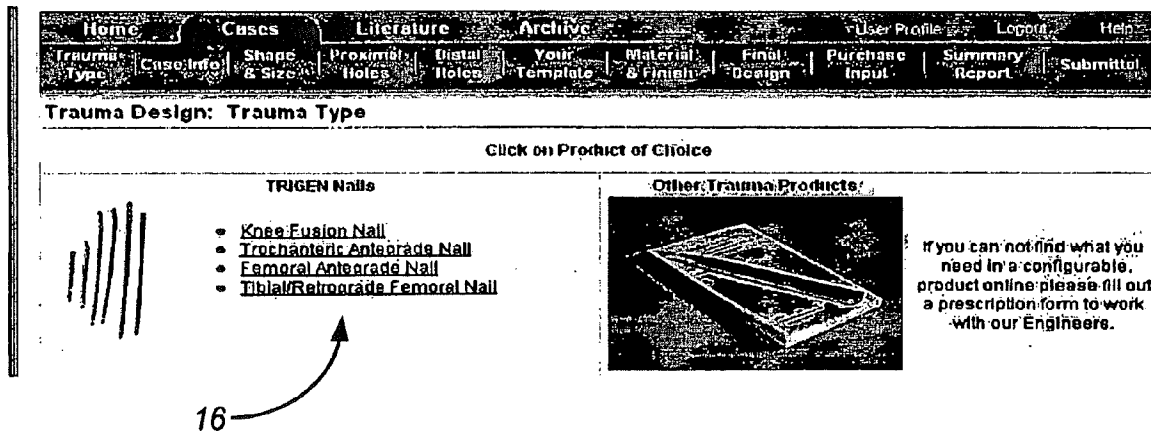 Home Cases Literature Archive User Profile Logout Help
Trauma Type Case Info Shape & Size Proximal Holes Distal Holes Your Template Material & Finish Final Design Purchase Input Summary Report Submittal
Trauma Design: Trauma Type
Click on Product of Choice
TRIGEN Nails
Knee Fusion Nail
Trochanteric Antegrade Nail
Femoral Antegrade Nail
Tibial/Retrograde Femoral Nail
Other Trauma Products
If you can not find what you
need in a configurable
product online please fill out
a prescription form to work
with our Engineers.
16